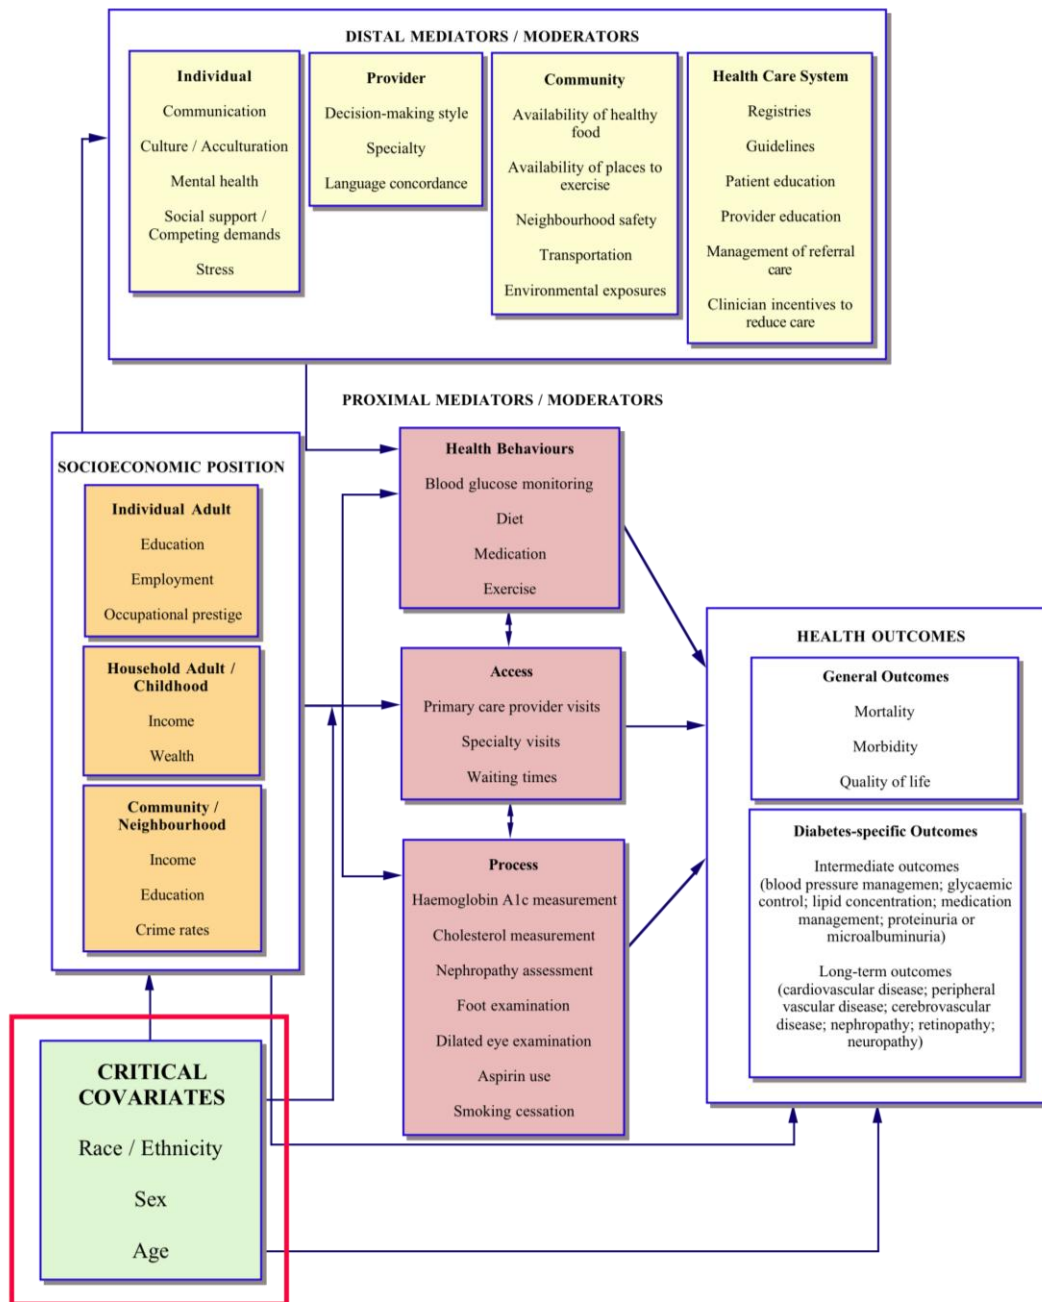 DISTAL MEDIATORS / MODERATORS
Individual
Communication
Culture / Acculturation
Mental health
Social support /
Competing demands
Stress
Provider
Decision-making style
Specialty
Language concordance
Community
Availability of healthy
food
Availability of places to
exercise
Neighbourhood safety
Transportation
Environmental exposures
Health Care System
Registries
Guidelines
Patient education
Provider education
Management of referral
care
Clinician incentives to
reduce care
PROXIMAL MEDIATORS / MODERATORS
SOCIOECONOMIC POSITION
Individual Adult
Education
Employment
Occupational prestige
Household Adult /
Childhood
Income
Wealth
Community /
Neighbourhood
Income
Education
Crime rates
Health Behaviours
Blood glucose monitoring
Diet
Medication
Exercise
Access
Primary care provider visits
Specialty visits
Waiting times
Process
Haemoglobin A1c measurement
Cholesterol measurement
Nephropathy assessment
Foot examination
Dilated eye examination
Aspirin use
Smoking cessation
HEALTH OUTCOMES
General Outcomes
Mortality
Morbidity
Quality of life
Diabetes-specific Outcomes
Intermediate outcomes
(blood pressure managemen; glycaemic
control; lipid concentration; medication
management; proteinuria or
microalbuminuria)
Long-term outcomes
(cardiovascular disease; peripheral
vascular disease; cerebrovascular
disease; nephropathy; retinopathy;
neuropathy)
CRITICAL
COVARIATES
Race / Ethnicity
Sex
Age